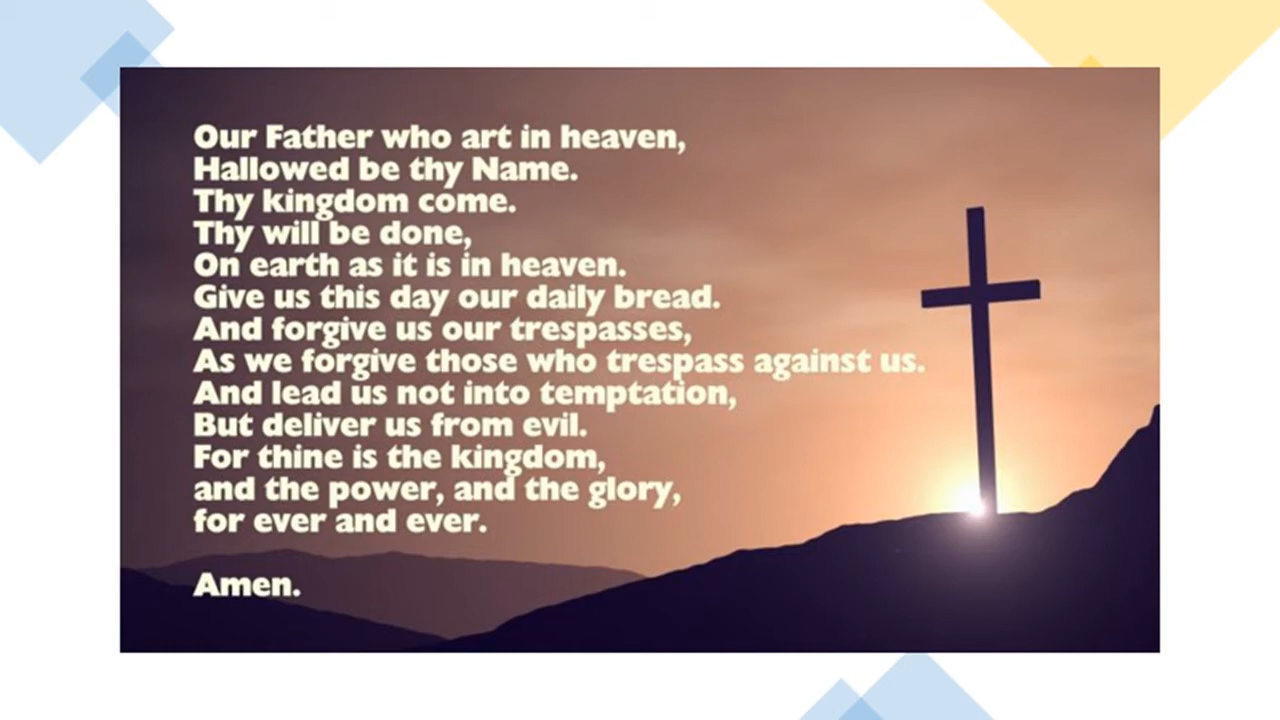 Our Father who art in heaven,
Hallowed be thy Name.
Thy kingdom come.
Thy will be done,
On earth as it is in heaven.
Give us this day our daily bread.
And forgive us our trespasses,
As we forgive those who trespass against us.
And lead us not into temptation,
But deliver us from evil.
For thine is the kingdom,
and the power, and the glory,
for ever and ever.
Amen.